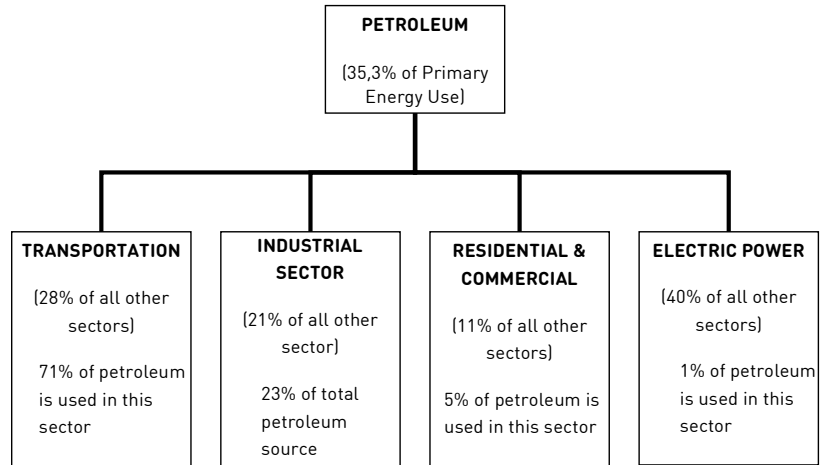 PETROLEUM
(35,3% of Primary
Energy Use)
TRANSPORTATION
(28% of all other
sectors)
71% of petroleum
is used in this
sector
INDUSTRIAL
SECTOR
(21% of all other
sector)
23% of total
petroleum
source
RESIDENTIAL &
COMMERCIAL
(11% of all other
sectors)
5% of petroleum is
used in this sector
ELECTRIC POWER
(40% of all other
sectors)
1% of petroleum
is used in this
sector